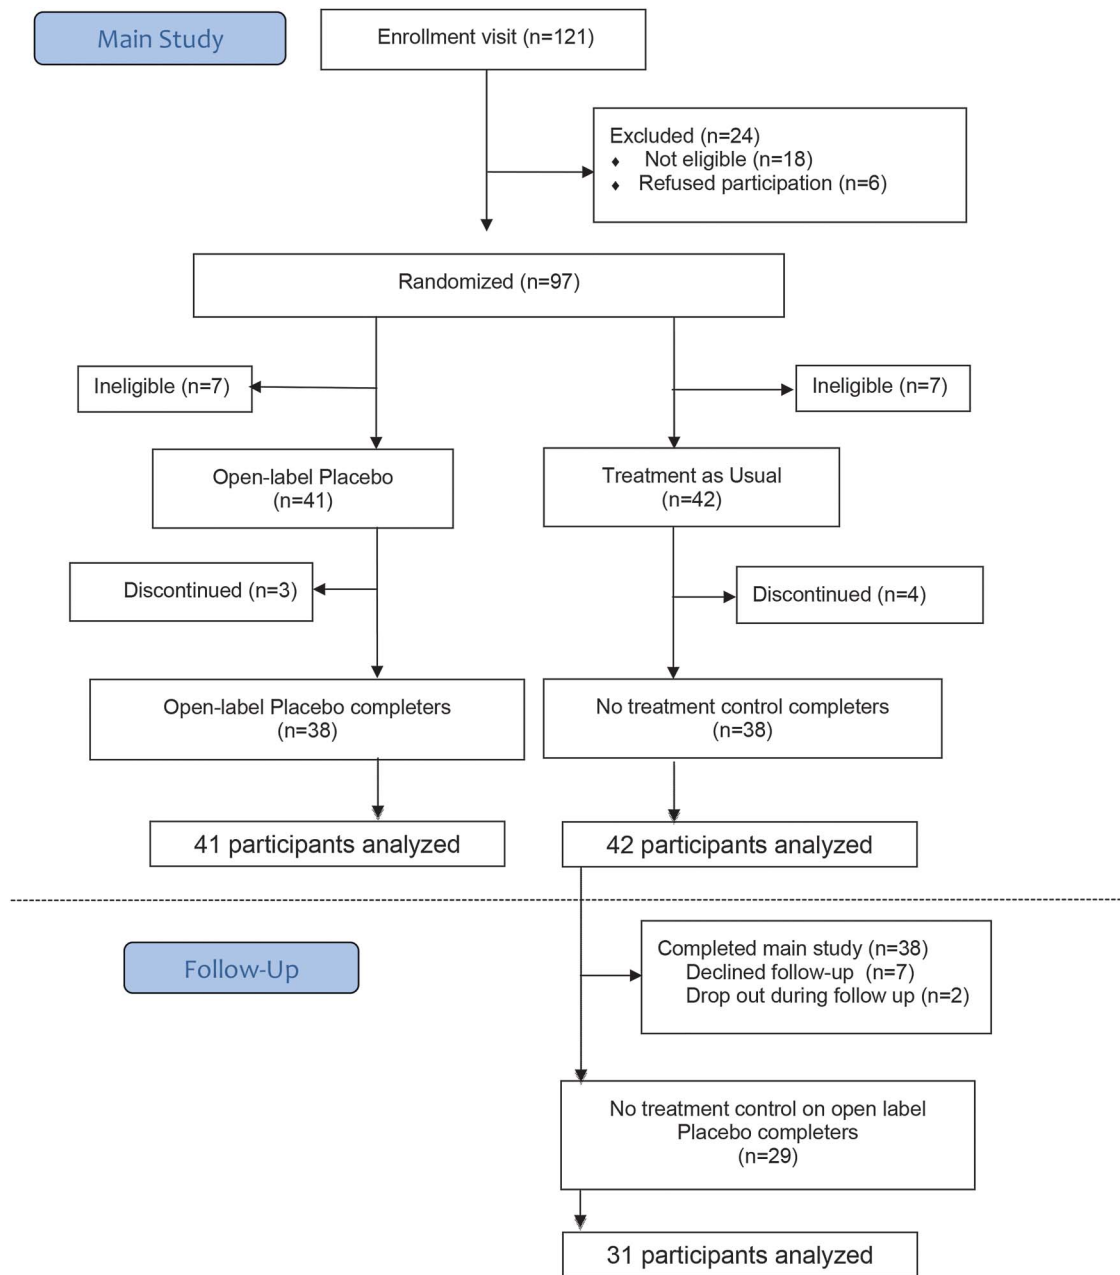 Main Study
Enrollment visit (n=121)
Excluded (n=24)
♦ Not eligible (n=18)
♦ Refused participation (n=6)
Randomized (n=97)
Ineligible (n=7)
Ineligible (n=7)
Open-label Placebo
(n=41)
Treatment as Usual
(n=42)
Discontinued (n=3)
Discontinued (n=4)
Open-label Placebo completers
(n=38)
No treatment control completers
(n=38)
41 participants analyzed
42 participants analyzed
Follow-Up
Completed main study (n=38)
Declined follow-up (n=7)
Drop out during follow up (n=2)
No treatment control on open label
Placebo completers
(n=29)
31 participants analyzed